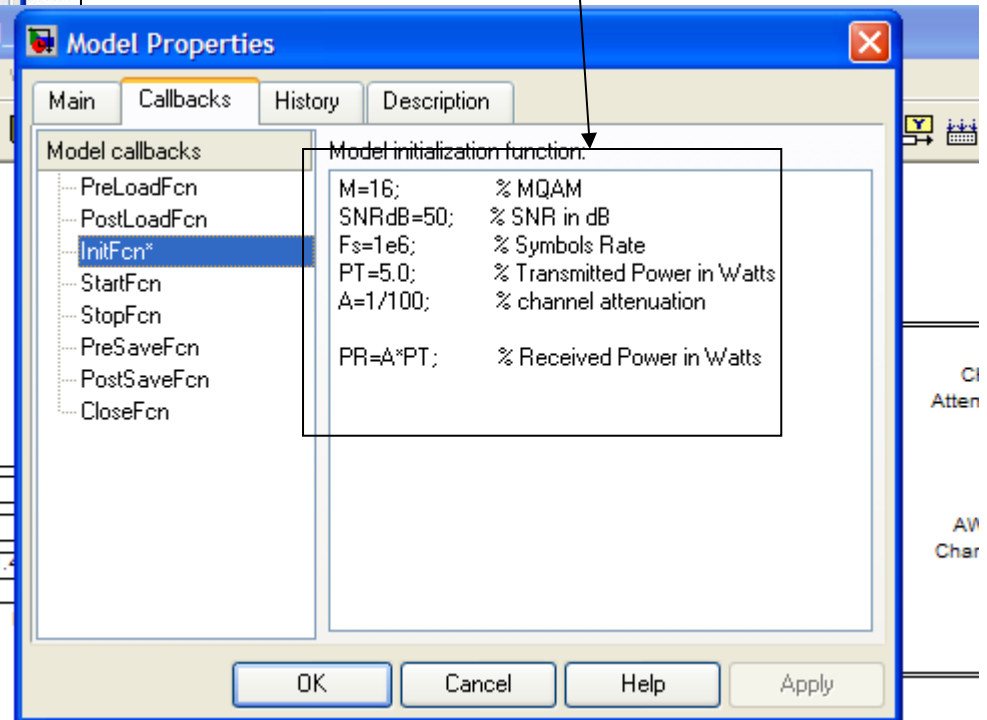 Model Properties
Main Callbacks History Description
Model callbacks
PreLoadFcn
PostLoadFcn
InitFcn*
StartFcn
StopFcn
PreSaveFcn
PostSaveFcn
CloseFcn
Model initialization function:
M=16; % MQAM
SNRdB=50; % SNR in dB
Fs=1e6; % Symbols Rate
PT=5.0; % Transmitted Power in Watts
A=1/100; % channel attenuation
PR=A*PT; % Received Power in Watts
OK Cancel Help Apply
Y
Atten
AW
Char